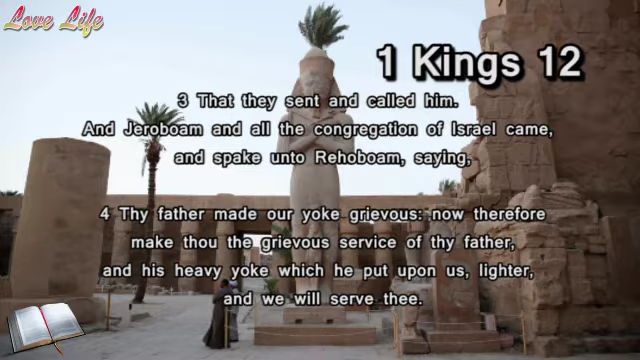 Love Life
1 Kings 12
3 That they sent and called him.
And Jeroboam and all the congregation of Israel came,
and spake unto Rehoboam, saying,
4 Thy father made our yoke grievous: now therefore
make thou the grievous service of thy father,
and his heavy yoke which he put upon us, lighter,
and we will serve thee.